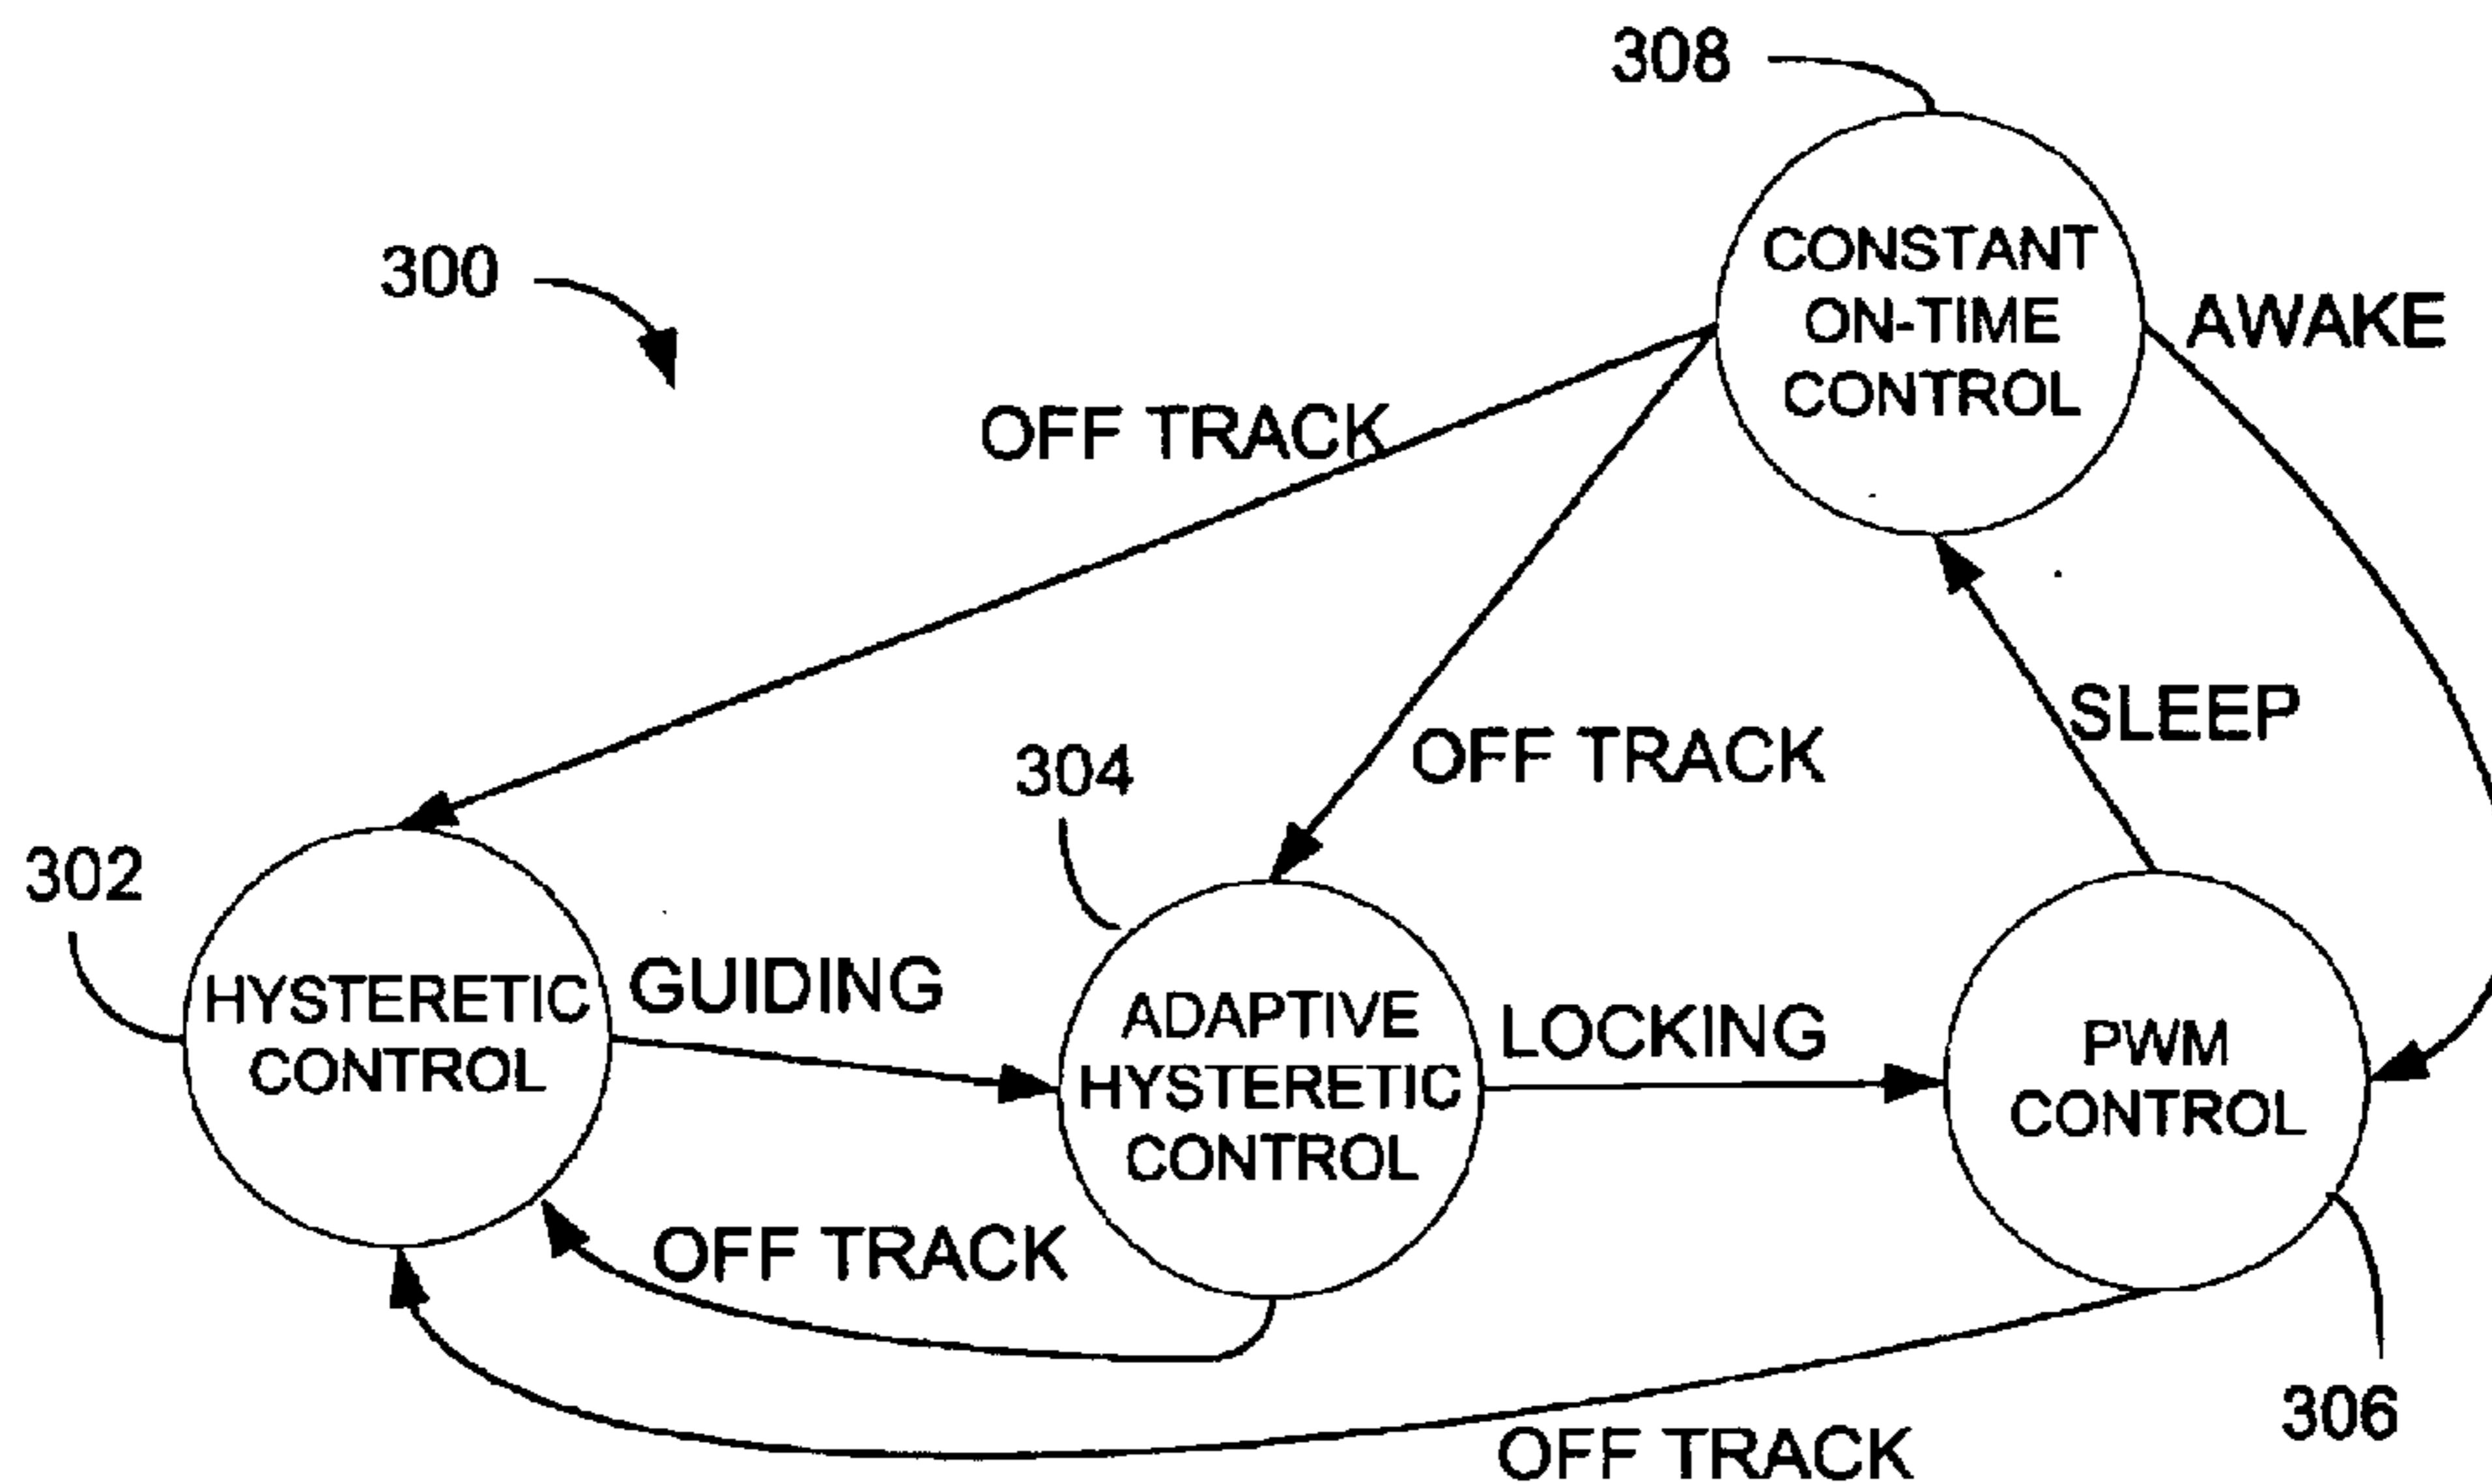 308
300
CONSTANT
ON-TIME
CONTROL
AWAKE
OFF TRACK
SLEEP
OFF TRACK
304
302
HYSTERETIC
CONTROL
GUIDING
ADAPTIVE
HYSTERETIC
CONTROL
LOCKING
PWM
CONTROL
OFF TRACK
306
OFF TRACK